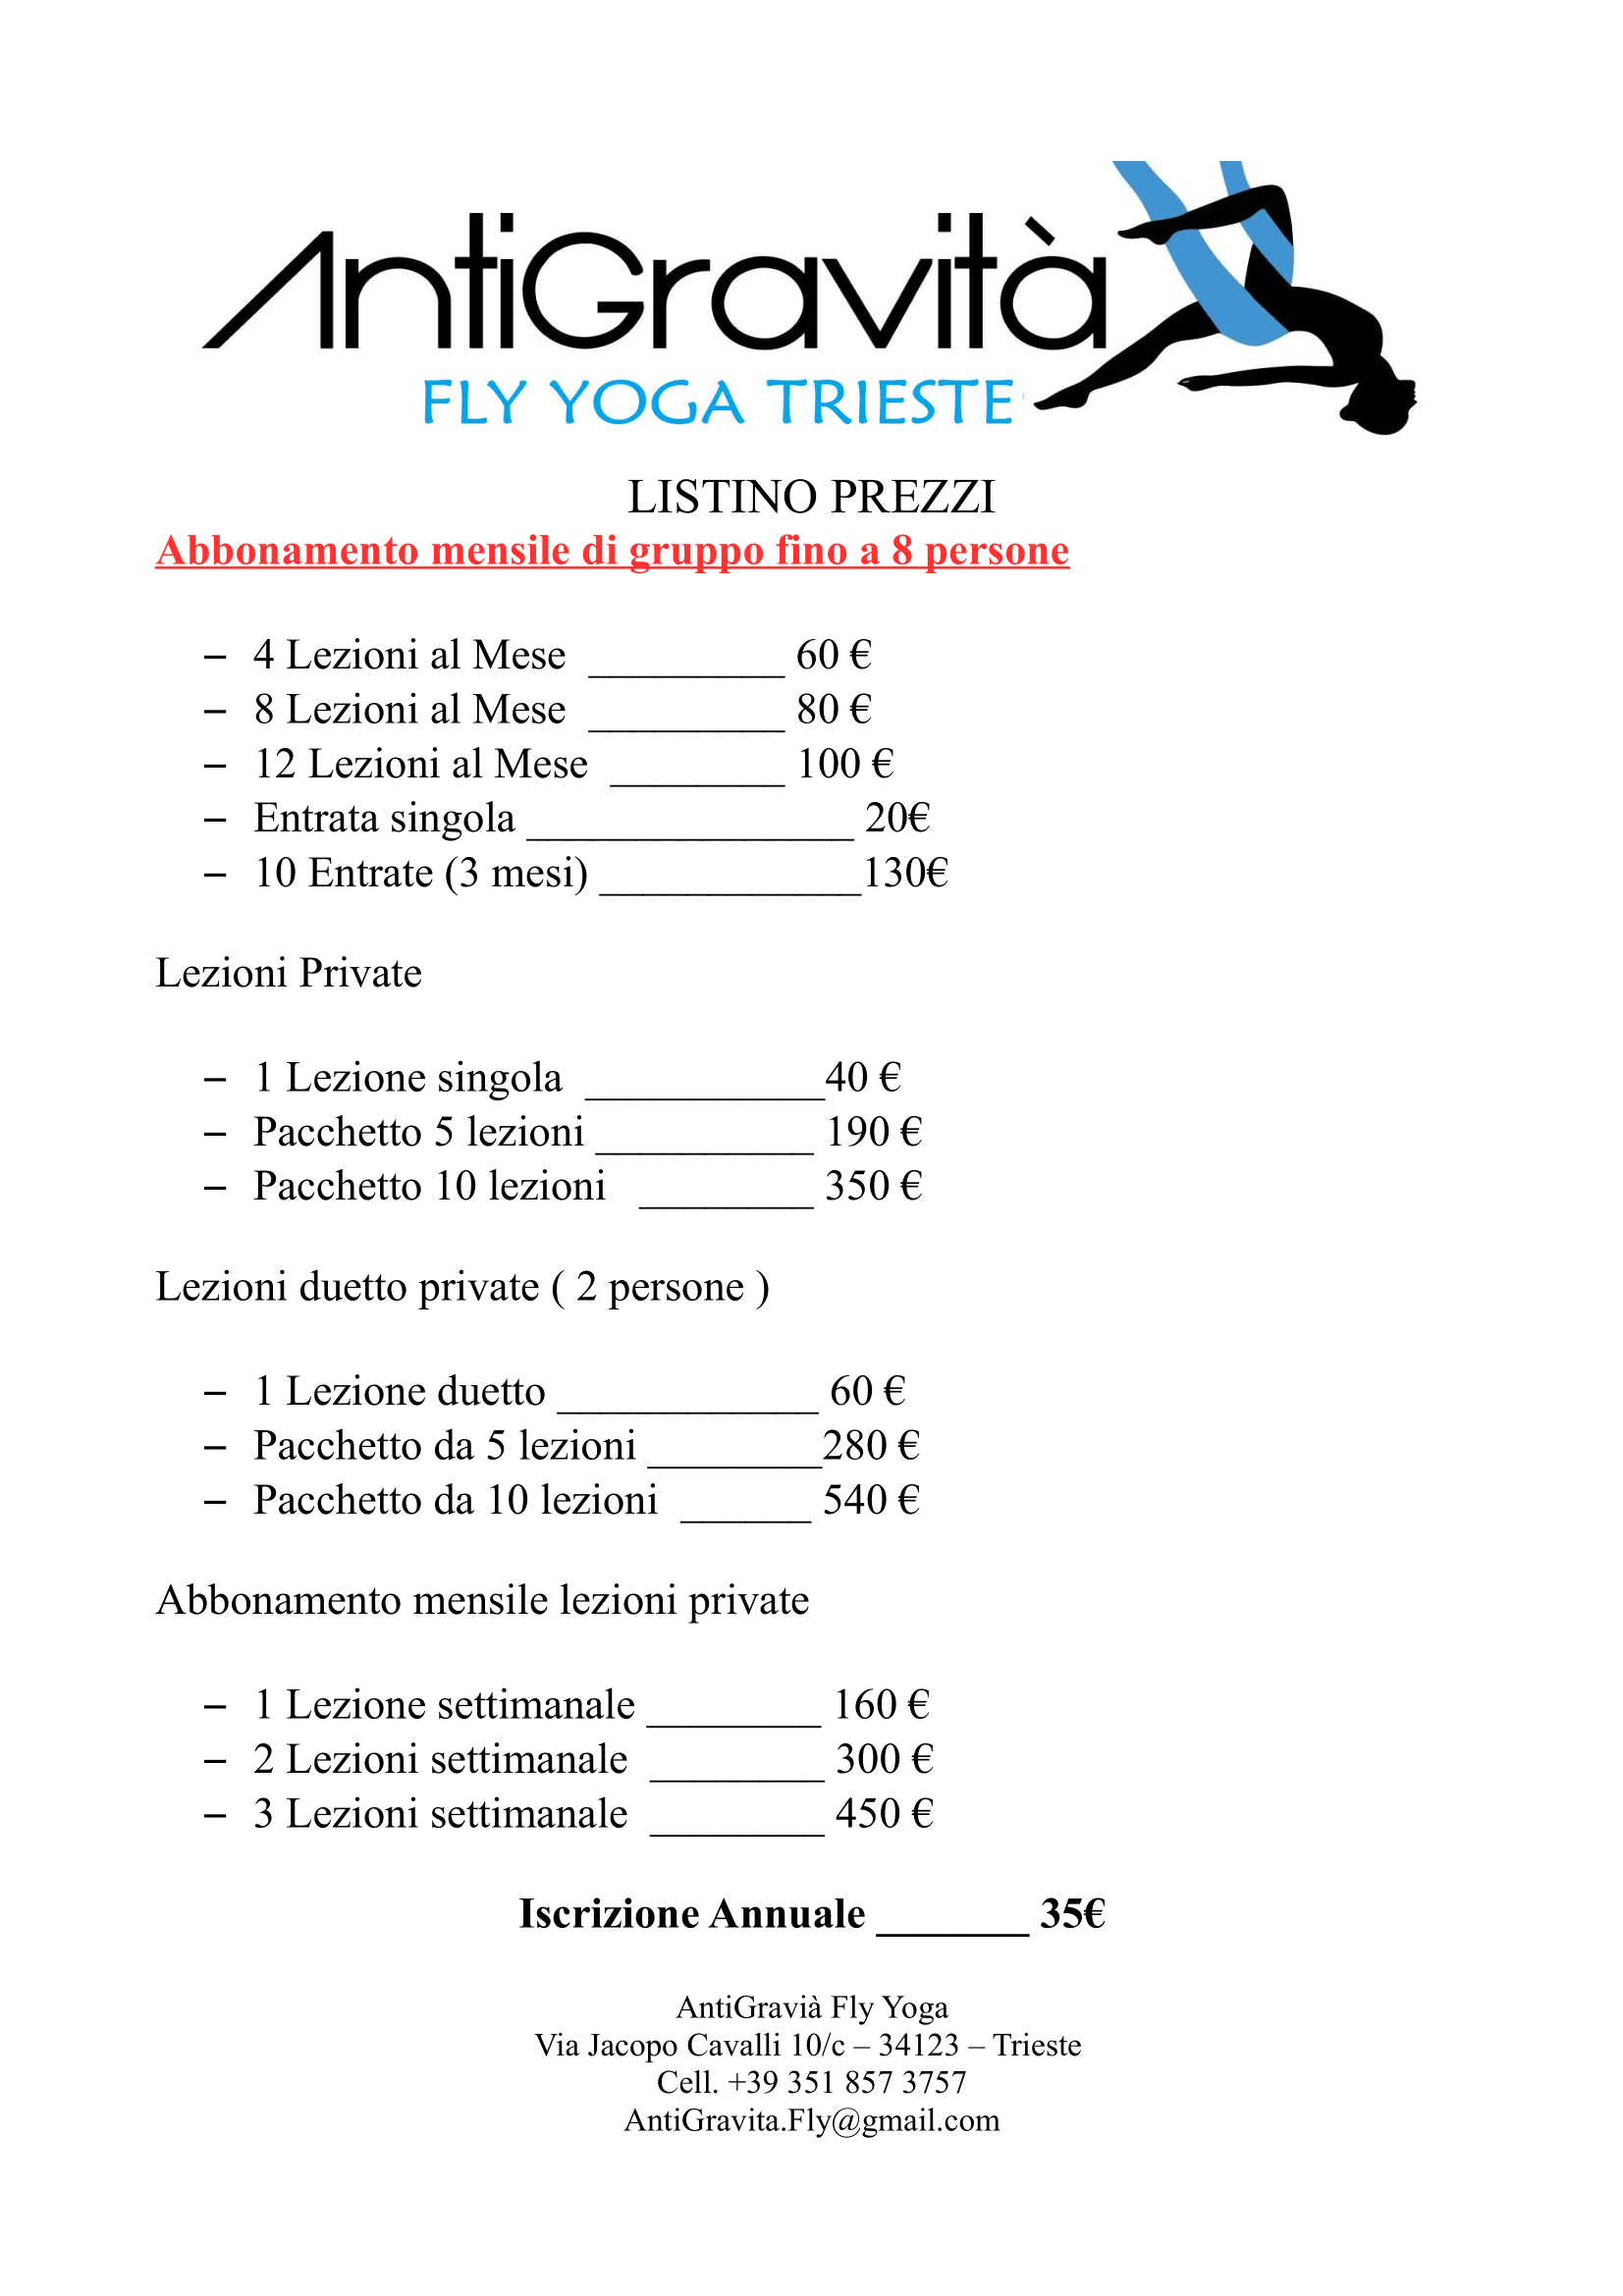 AntiGravità
FLY YOGA TRIESTE
LISTINO PREZZI
Abbonamento mensile di gruppo fino a 8 persone
– 4 Lezioni al Mese _________ 60 €
– 8 Lezioni al Mese _________ 80 €
– 12 Lezioni al Mese ________ 100 €
– Entrata singola _______________ 20€
– 10 Entrate (3 mesi) ____________130€
Lezioni Private
– 1 Lezione singola ___________40 €
– Pacchetto 5 lezioni __________ 190 €
– Pacchetto 10 lezioni ________ 350 €
Lezioni duetto private ( 2 persone )
– 1 Lezione duetto ____________ 60 €
– Pacchetto da 5 lezioni ________280 €
– Pacchetto da 10 lezioni ______ 540 €
Abbonamento mensile lezioni private
– 1 Lezione settimanale ________ 160 €
– 2 Lezioni settimanale ________ 300 €
– 3 Lezioni settimanale ________ 450 €
Iscrizione Annuale _______ 35€
AntiGravià Fly Yoga
Via Jacopo Cavalli 10/c – 34123 – Trieste
Cell. +39 351 857 3757
AntiGravita.Fly@gmail.com